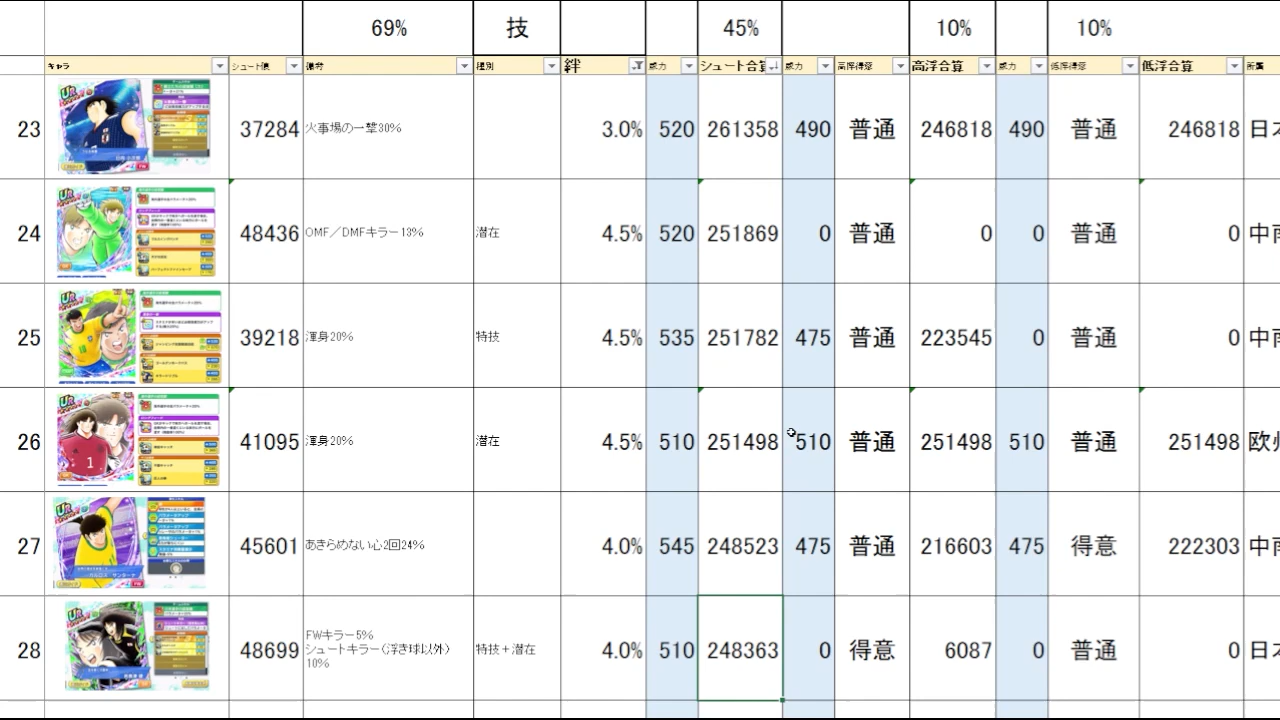 69% 技 45% 10% 10%
キャラ シュート値 備考 種別 絆 威力 シュート合算 威力 高浮得意 高浮合算 威力 低浮得意 低浮合算 所属
23 37284 火事場の一撃30% 3.0% 520 261358 490 普通 246818 490 普通 246818 日本
24 48436 OMF／DMFキラー13% 潜在 4.5% 520 251869 0 普通 0 0 普通 0 中南
25 39218 渾身20% 特技 4.5% 535 251782 475 普通 223545 0 普通 0 中南
26 41095 渾身20% 潜在 4.5% 510 251498 510 普通 251498 510 普通 251498 欧州
27 45601 あきらめない心2回24% 4.0% 545 248523 475 普通 216603 475 得意 222303 中南
28 48699 FWキラー5%
シュートキラー（浮き球以外）
10% 特技＋潜在 4.0% 510 248363 0 得意 6087 0 普通 0 日本